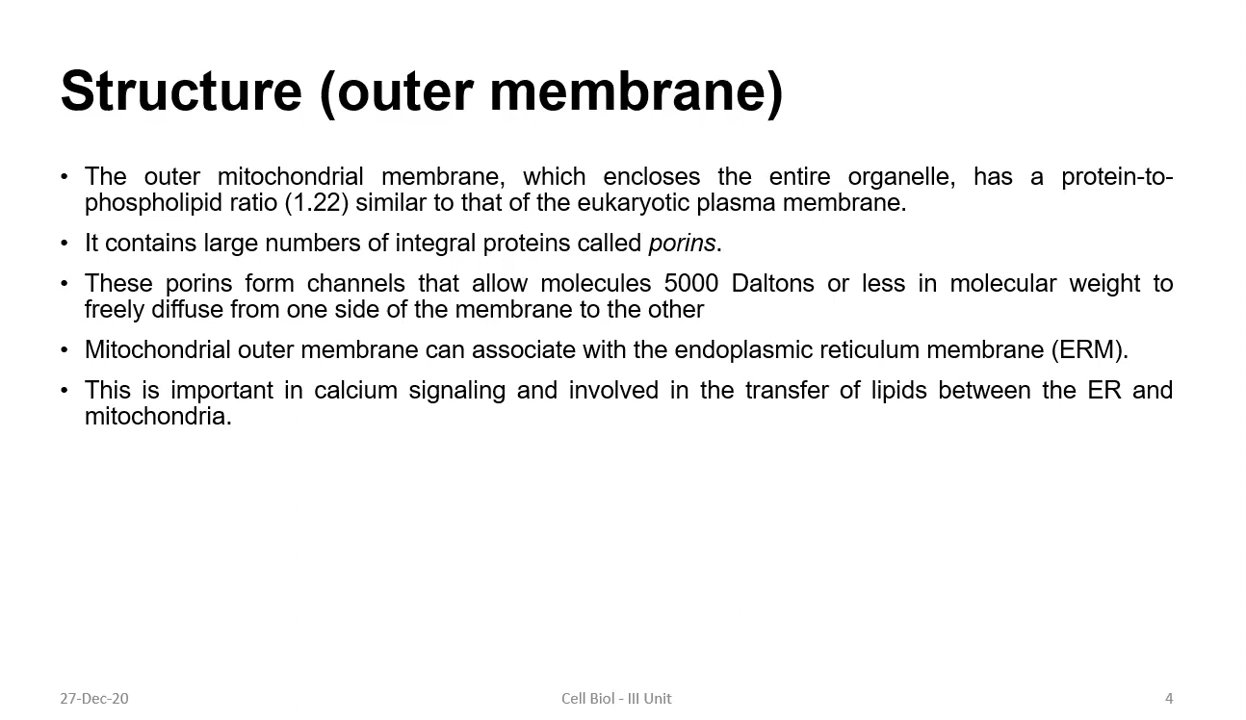 Structure (outer membrane)
• The outer mitochondrial membrane, which encloses the entire organelle, has a protein-to-
phospholipid ratio (1.22) similar to that of the eukaryotic plasma membrane.
• It contains large numbers of integral proteins called porins.
• These porins form channels that allow molecules 5000 Daltons or less in molecular weight to
freely diffuse from one side of the membrane to the other
• Mitochondrial outer membrane can associate with the endoplasmic reticulum membrane (ERM).
• This is important in calcium signaling and involved in the transfer of lipids between the ER and
mitochondria.
27-Dec-20 Cell Biol - III Unit 4